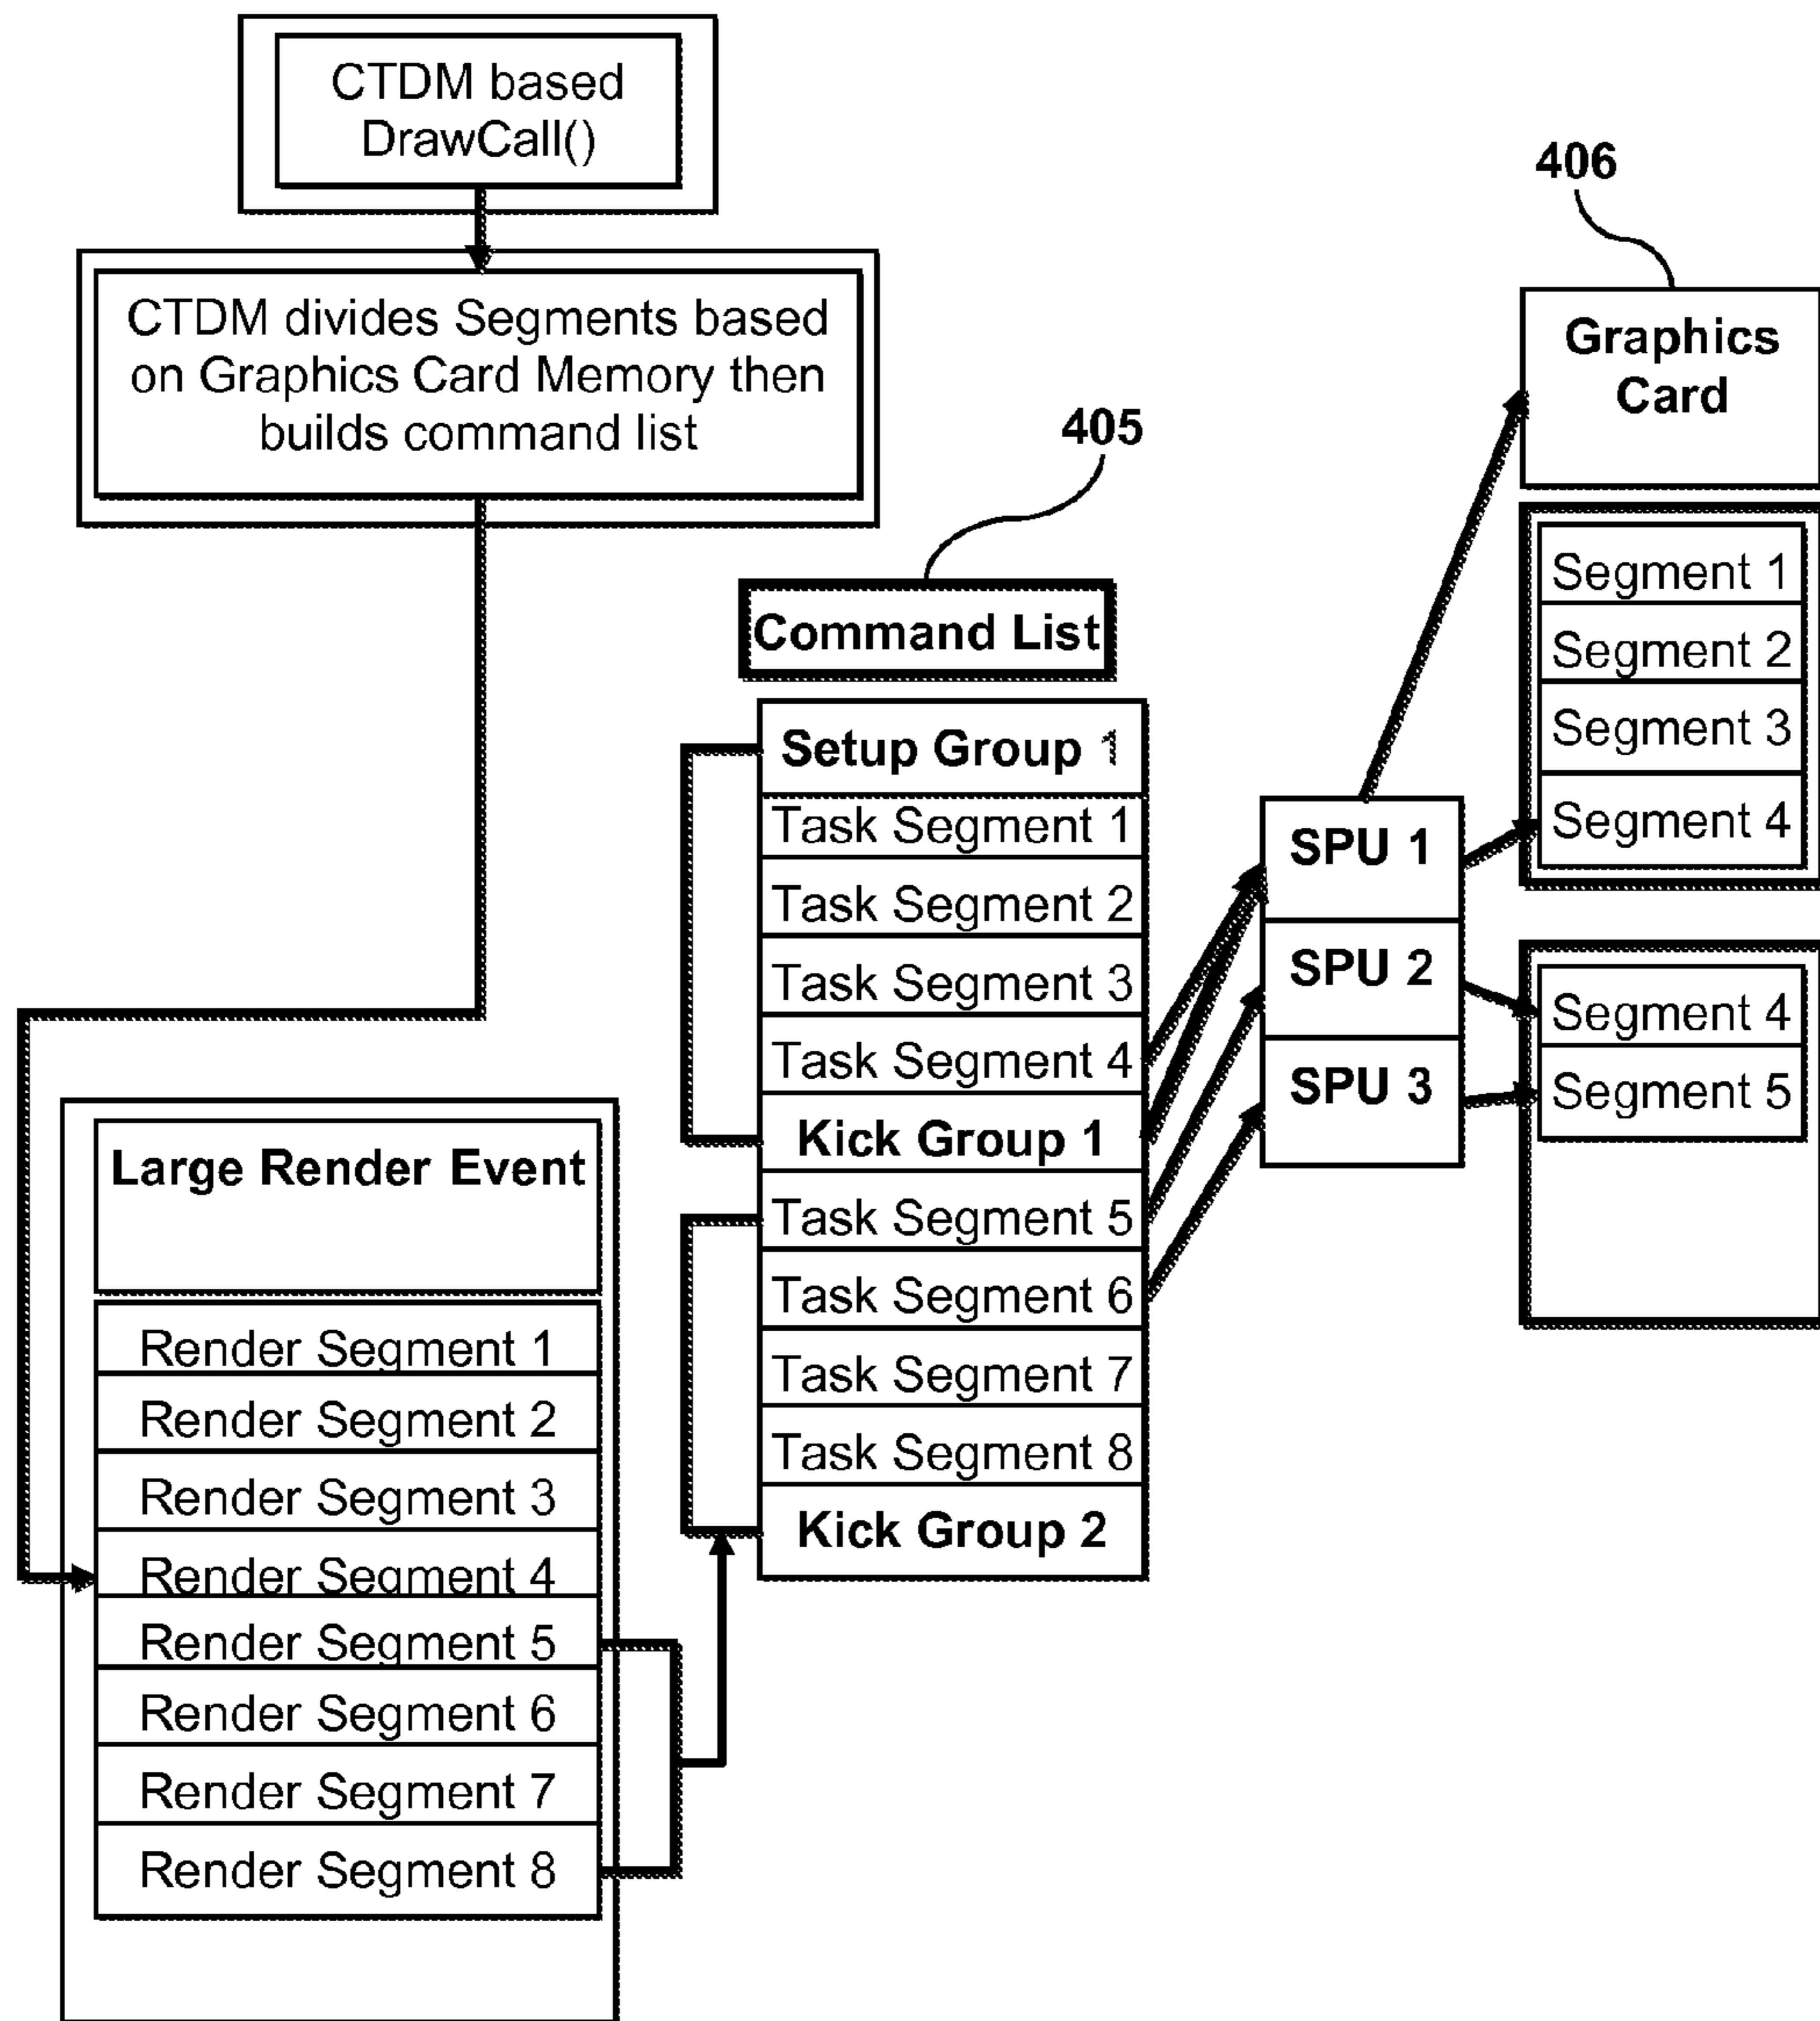 CTDM based
DrawCall()
CTDM divides Segments based
on Graphics Card Memory then
builds command list
Large Render Event
Render Segment 1
Render Segment 2
Render Segment 3
Render Segment 4
Render Segment 5
Render Segment 6
Render Segment 7
Render Segment 8
405
Command List
Setup Group 1
Task Segment 1
Task Segment 2
Task Segment 3
Task Segment 4
Kick Group 1
Task Segment 5
Task Segment 6
Task Segment 7
Task Segment 8
Kick Group 2
SPU 1
SPU 2
SPU 3
406
Graphics
Card
Segment 1
Segment 2
Segment 3
Segment 4
Segment 4
Segment 5